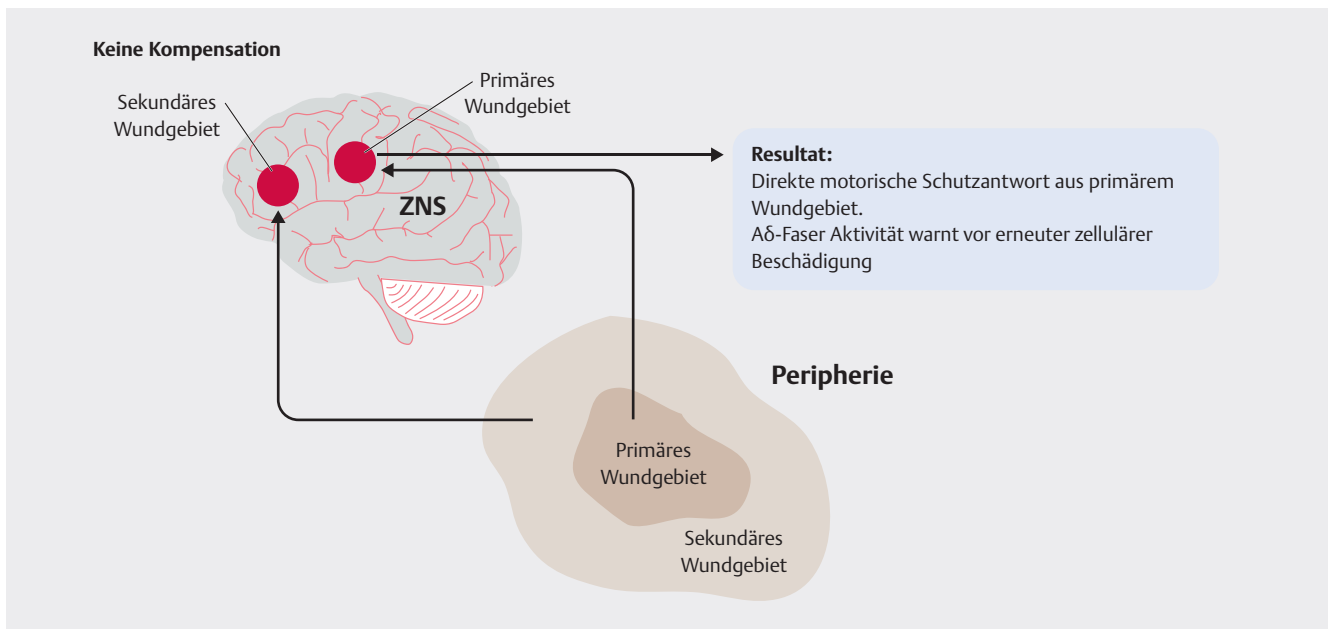 Keine Kompensation
Sekundäres
Wundgebiet
Primäres
Wundgebiet
ZNS
Resultat:
Direkte motorische Schutzantwort aus primärem
Wundgebiet.
Aδ-Faser Aktivität warnt vor erneuter zellulärer
Beschädigung
Peripherie
Primäres
Wundgebiet
Sekundäres
Wundgebiet